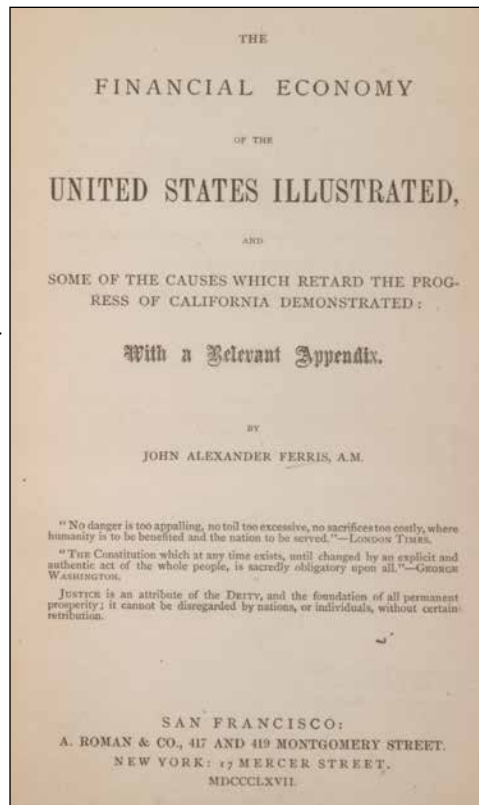 THE
FINANCIAL ECONOMY
OF THE
UNITED STATES ILLUSTRATED,
AND
SOME OF THE CAUSES WHICH RETARD THE PROG-
RESS OF CALIFORNIA DEMONSTRATED:
With a Relevant Appendix.
BY
JOHN ALEXANDER FERRIS, A.M.
"No danger is too appalling, no toil too excessive, no sacrifices too costly, where
humanity is to be benefited and the nation to be served."—LONDON TIMES.
"THE Constitution which at any time exists, until changed by an explicit and
authentic act of the whole people, is sacredly obligatory upon all."—GEORGE
WASHINGTON.
JUSTICE is an attribute of the DEITY, and the foundation of all permanent
prosperity; it cannot be disregarded by nations, or individuals, without certain
retribution.
SAN FRANCISCO:
A. ROMAN & CO., 417 AND 419 MONTGOMERY STREET.
NEW YORK: 17 MERCER STREET.
MDCCCLXVII.